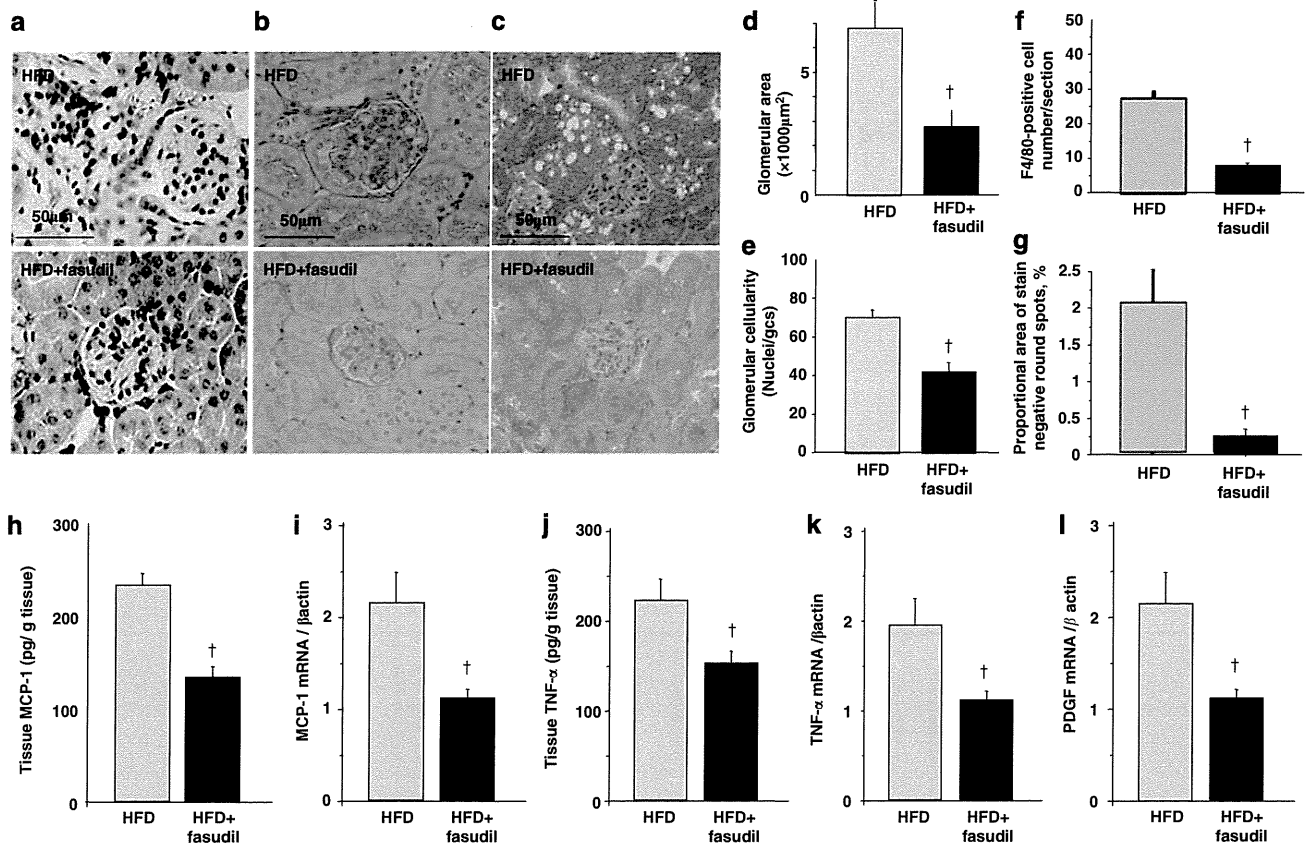 a
b
c
HFD
HFD
HFD
50μm
50μm
50μm
HFD+fasudil
HFD+fasudil
HFD+fasudil
d
Glomerular area
(×1000μm²)
5
0
†
HFD
HFD+
fasudil
e
Glomerular cellularity
(Nuclei/gcs)
100
80
60
40
20
0
†
HFD
HFD+
fasudil
f
F4/80-positive cell
number/section
50
40
30
20
10
0
†
HFD
HFD+
fasudil
g
Proportional area of stain
negative round spots, %
2.5
2
1.5
1
0.5
0
†
HFD
HFD+
fasudil
h
Tissue MCP-1 (pg/ g tissue)
300
200
100
0
†
HFD
HFD+
fasudil
i
MCP-1 mRNA / βactin
3
2
1
0
†
HFD
HFD+
fasudil
j
Tissue TNF-α (pg/g tissue)
300
200
100
0
†
HFD
HFD+
fasudil
k
TNF-α mRNA /βactin
3
2
1
0
†
HFD
HFD+
fasudil
l
PDGF mRNA /β actin
3
2
1
0
†
HFD
HFD+
fasudil